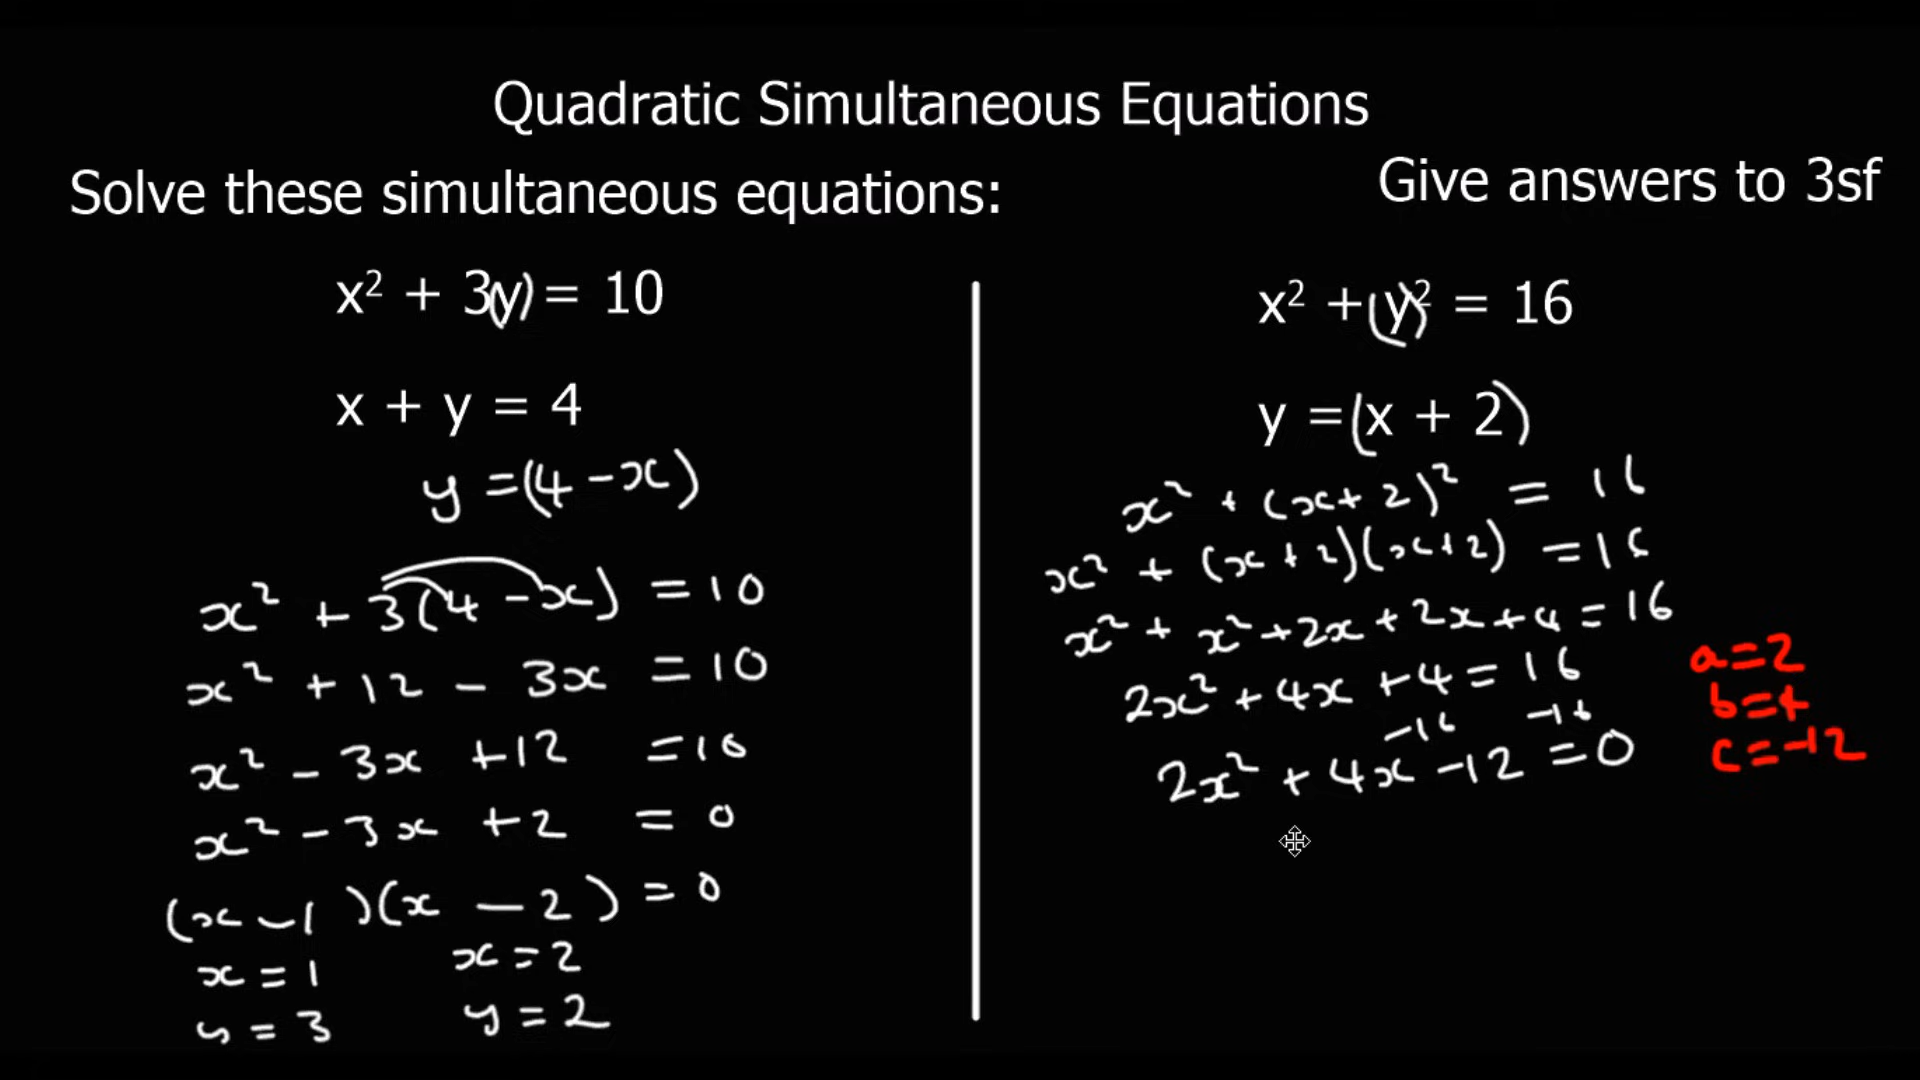 Quadratic Simultaneous Equations
Solve these simultaneous equations:
x² + 3(y) = 10
x + y = 4
y = (4 - x)
x² + 3(4 - x) = 10
x² + 12 - 3x = 10
x² - 3x + 12 = 10
x² - 3x + 2 = 0
(x - 1)(x - 2) = 0
x = 1 x = 2
y = 3 y = 2
Give answers to 3sf
x² + (y)² = 16
y = (x + 2)
x² + (x + 2)² = 16
x² + (x + 2)(x + 2) = 16
x² + x² + 2x + 2x + 4 = 16
2x² + 4x + 4 = 16
-16 -16
2x² + 4x - 12 = 0
a = 2
b = 4
c = -12